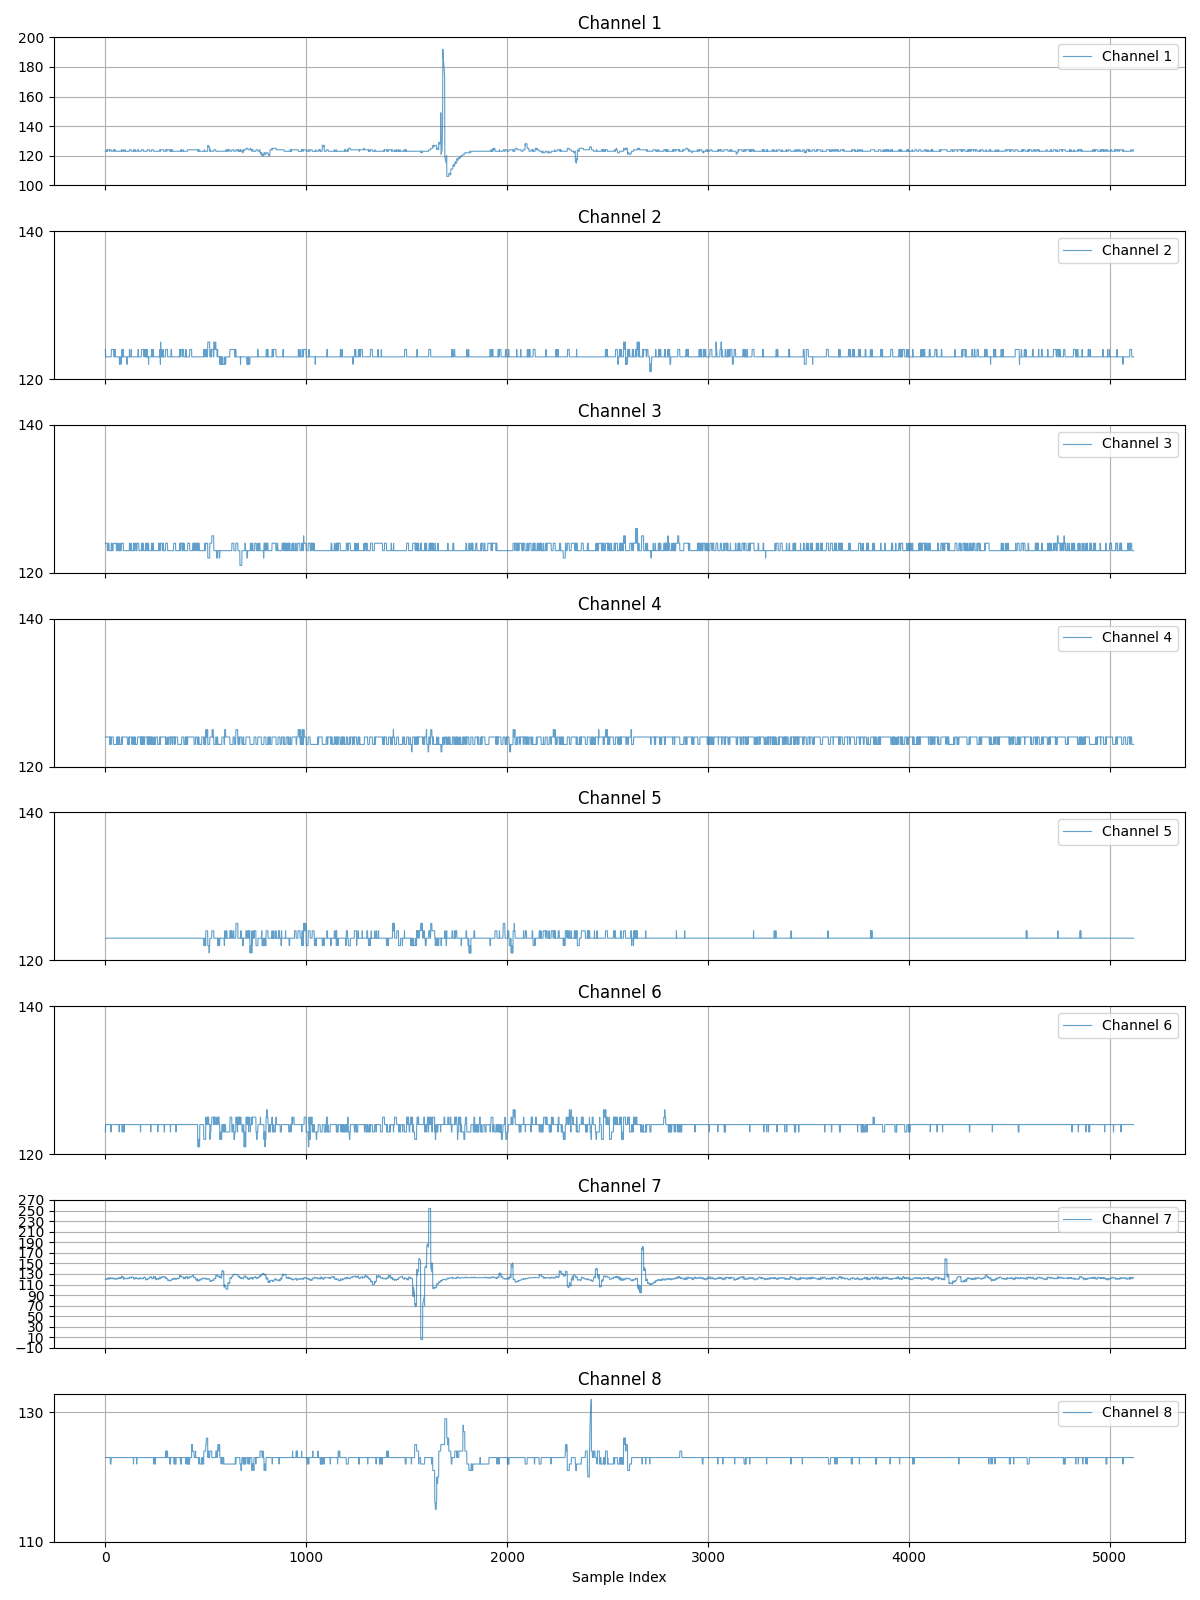 Channel 1
200
180
160
140
120
100
Channel 1
Channel 2
140
120
Channel 2
Channel 3
140
120
Channel 3
Channel 4
140
120
Channel 4
Channel 5
140
120
Channel 5
Channel 6
140
120
Channel 6
Channel 7
270
250
230
210
190
170
150
130
110
90
70
50
30
10
−10
Channel 7
Channel 8
130
110
Channel 8
0 1000 2000 3000 4000 5000
Sample Index